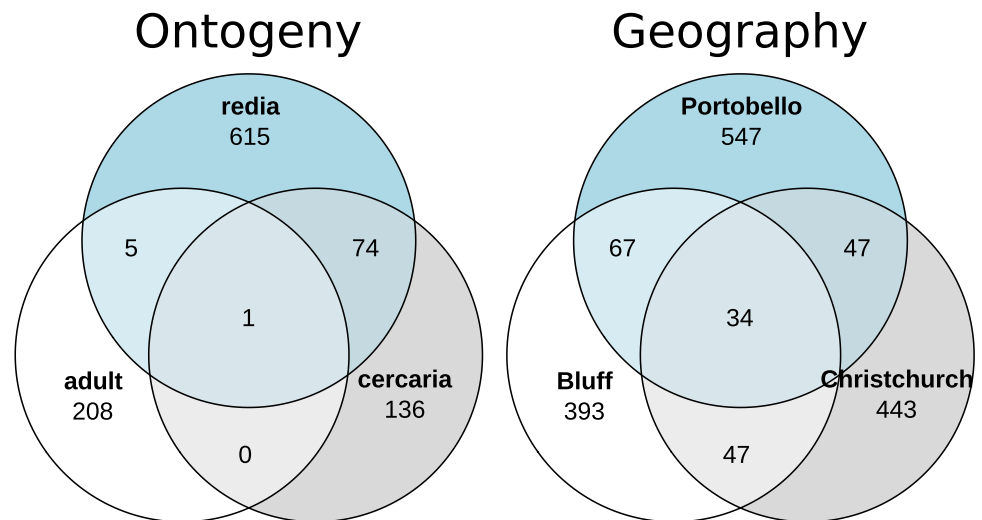 Ontogeny
redia
615
5
74
1
adult
208
cercaria
136
0
Geography
Portobello
547
67
47
34
Bluff
393
Christchurch
443
47